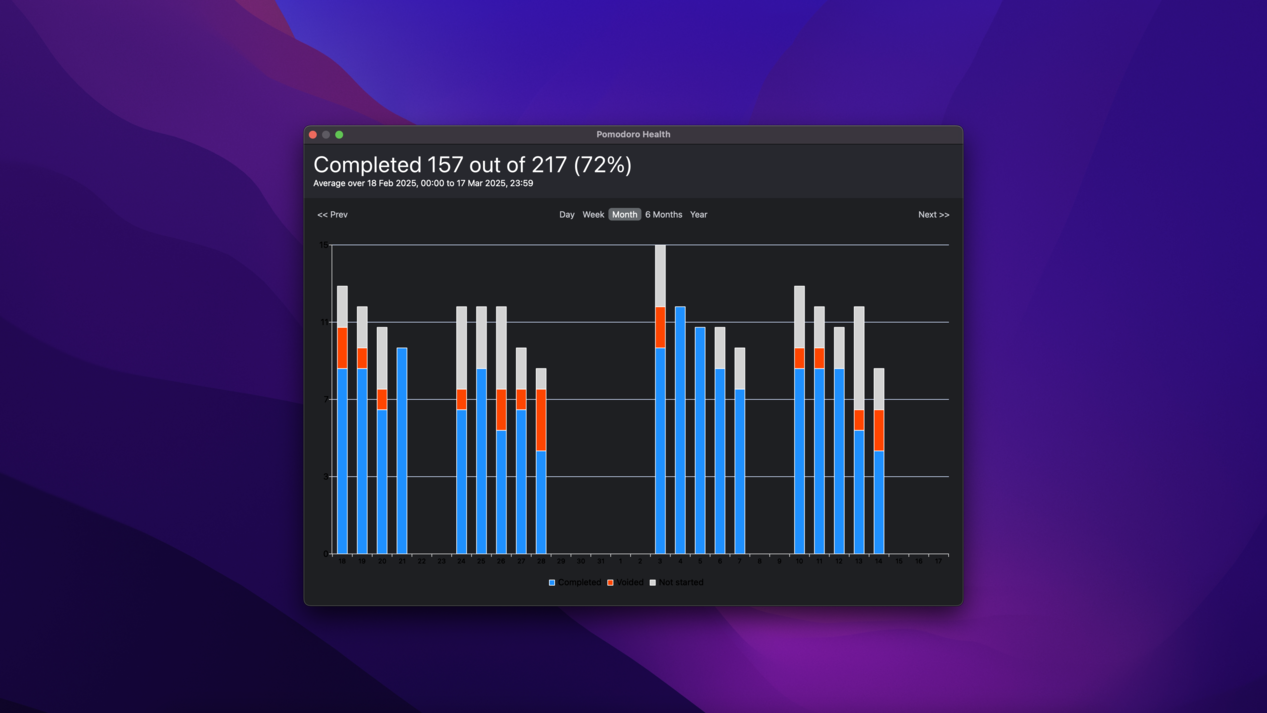 Pomodoro Health
Completed 157 out of 217 (72%)
Average over 18 Feb 2025, 00:00 to 17 Mar 2025, 23:59
<< Prev Day Week Month 6 Months Year Next >>
15
11
7
3
0
18 19 20 21 22 23 24 25 26 27 28 29 30 31 1 2 3 4 5 6 7 8 9 10 11 12 13 14 15 16 17
Completed Voided Not started